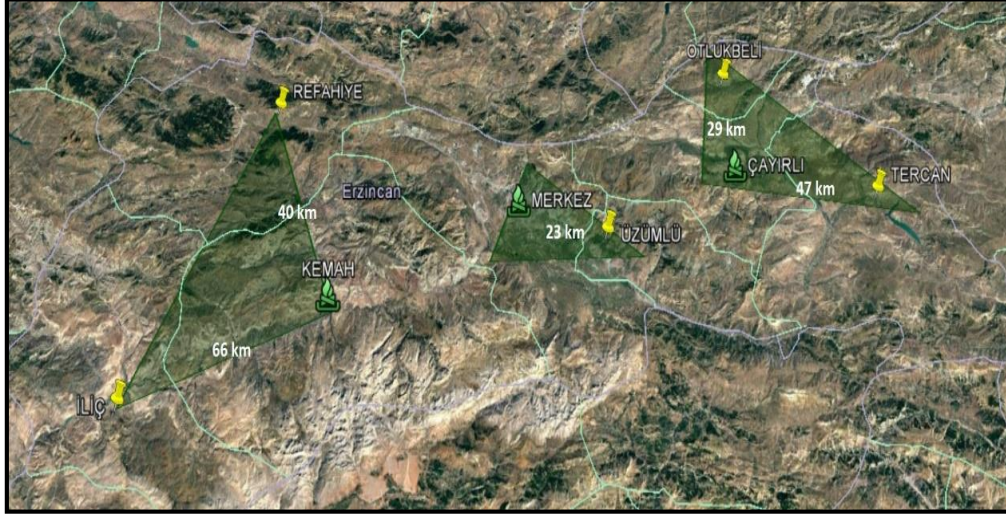 OTLUKBELİ
REFAHİYE
29 km
ÇAYIRLI
TERCAN
47 km
Erzincan
MERKEZ
40 km
23 km
ÜZÜMLÜ
KEMAH
66 km
İLİÇ